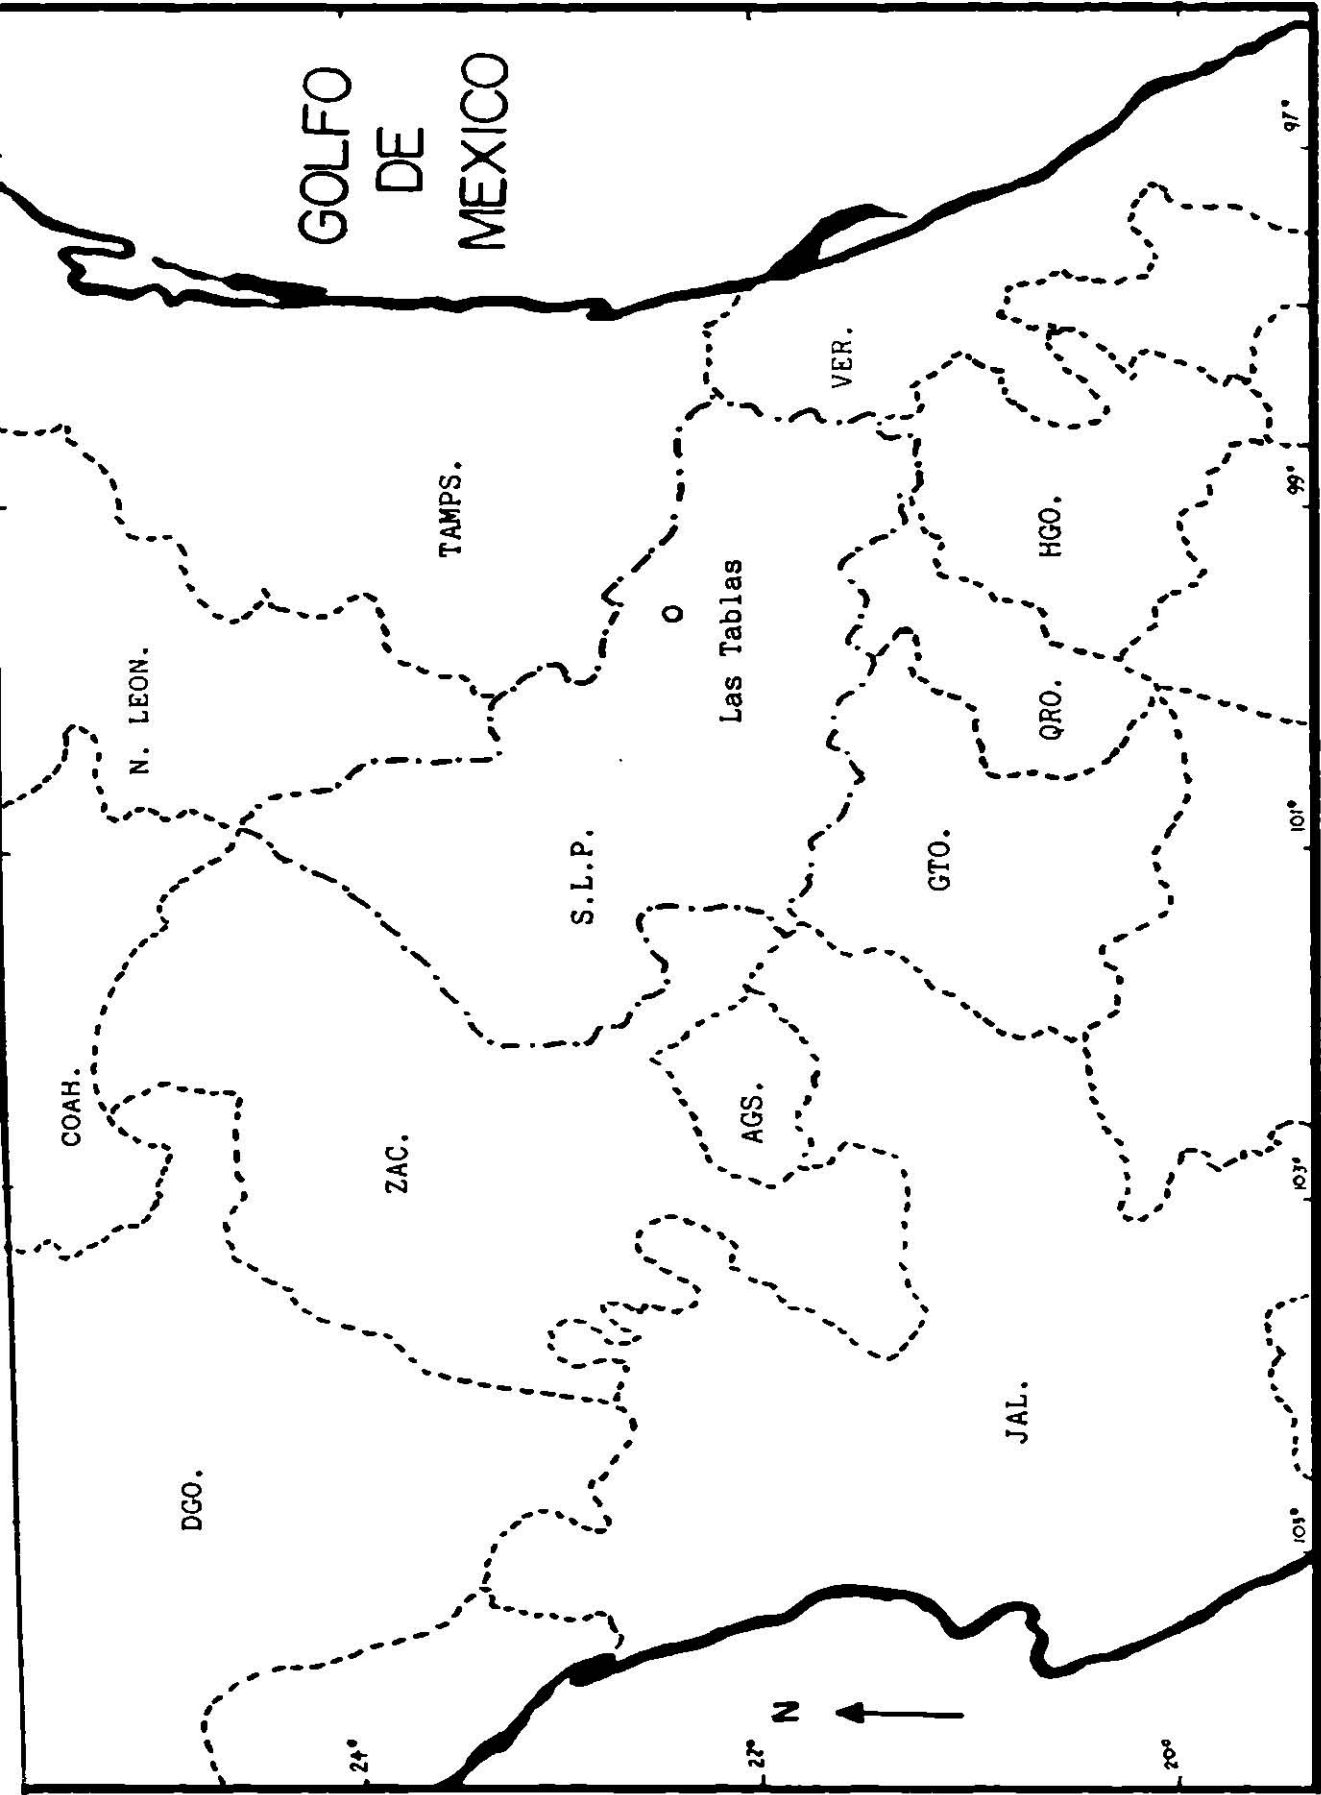 GOLFO
DE
MEXICO
COAH.
N. LEON.
DGO.
24°
ZAC.
TAMPS.
S.L.P.
Las Tablas
22°
N
AGS.
VER.
GTO.
JAL.
QRO.
HGO.
20°
105°
103°
101°
99°
97°